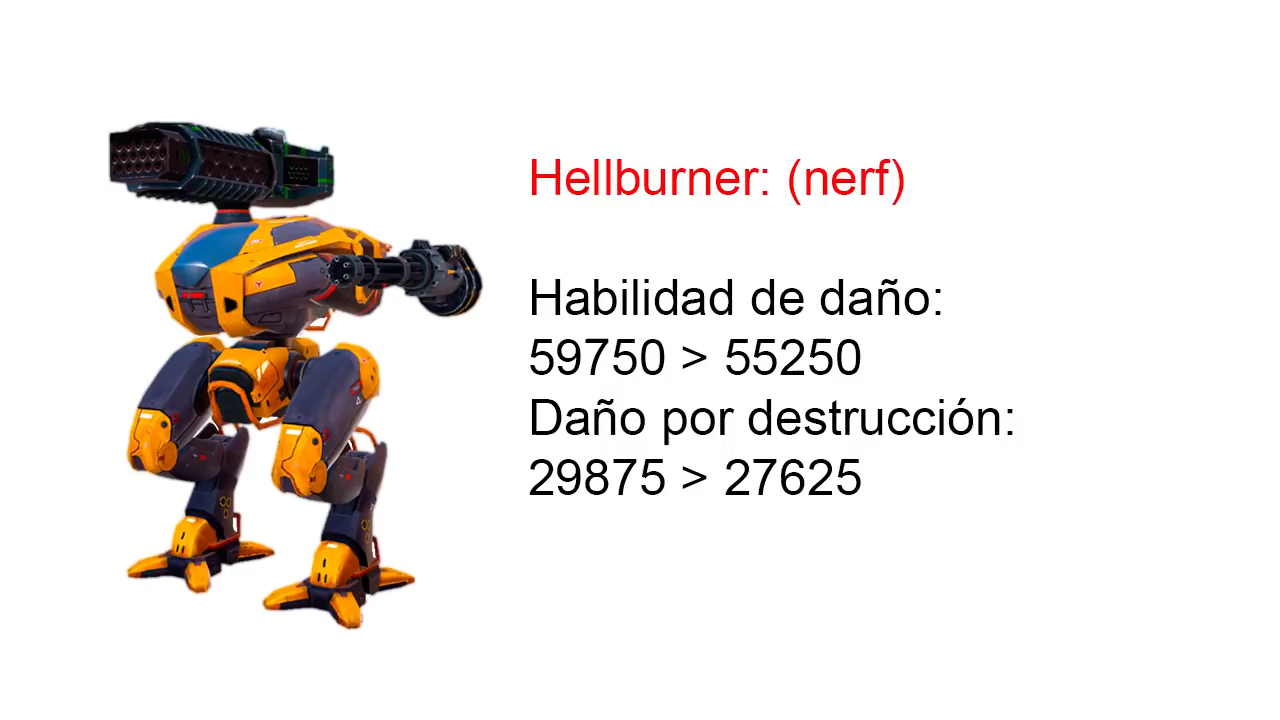 Hellburner: (nerf)
Habilidad de daño:
59750 > 55250
Daño por destrucción:
29875 > 27625